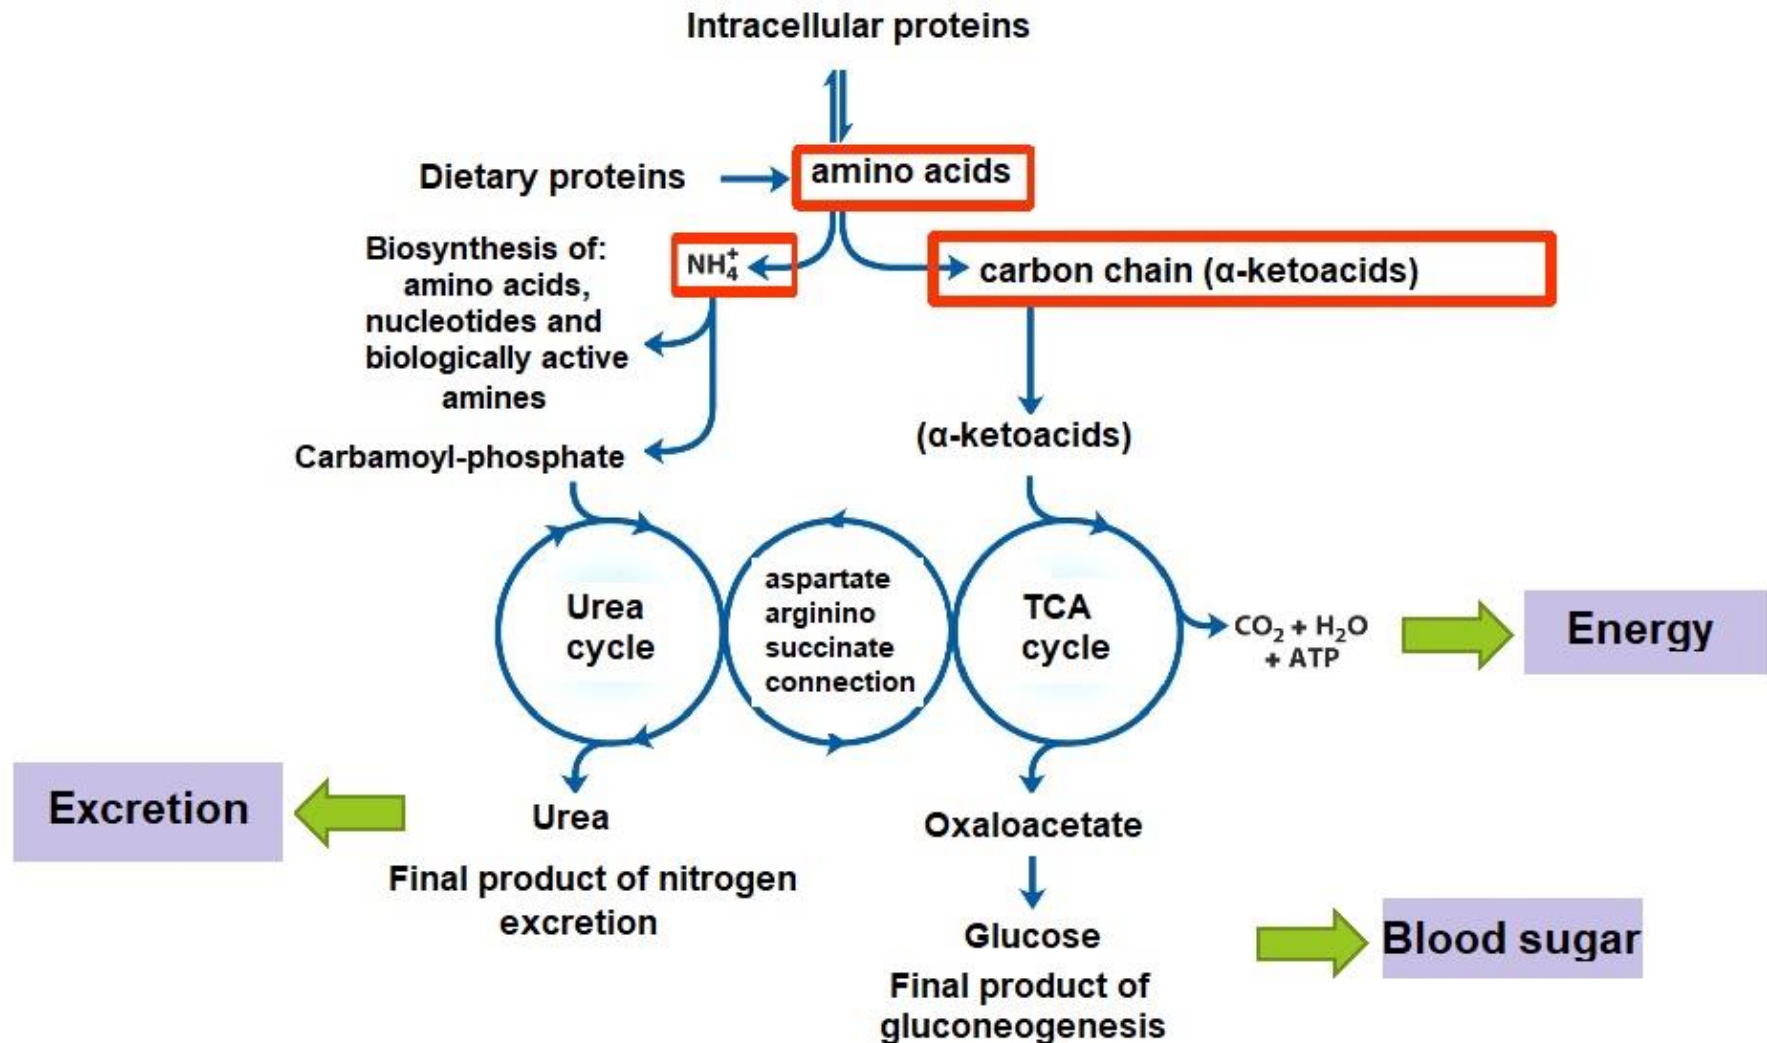 Intracellular proteins
Dietary proteins
amino acids
Biosynthesis of:
amino acids,
nucleotides and
biologically active
amines
NH₄⁺
carbon chain (α-ketoacids)
Carbamoyl-phosphate
(α-ketoacids)
Urea
cycle
aspartate
arginino
succinate
connection
TCA
cycle
CO₂ + H₂O
+ ATP
Energy
Excretion
Urea
Final product of nitrogen
excretion
Oxaloacetate
Glucose
Final product of
gluconeogenesis
Blood sugar